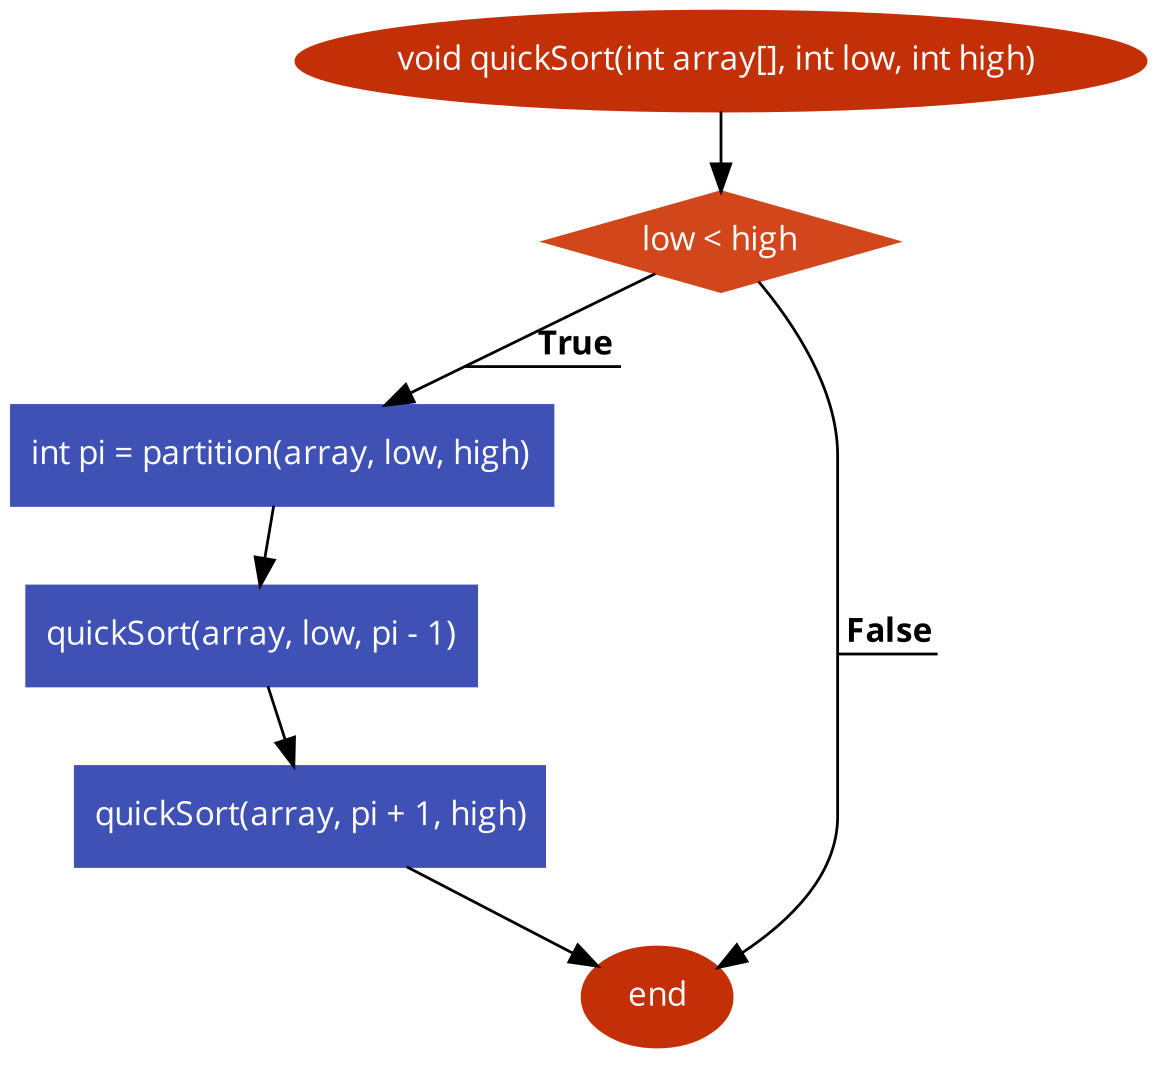 void quickSort(int array[], int low, int high)
low < high
True
int pi = partition(array, low, high)
quickSort(array, low, pi - 1)
False
quickSort(array, pi + 1, high)
end